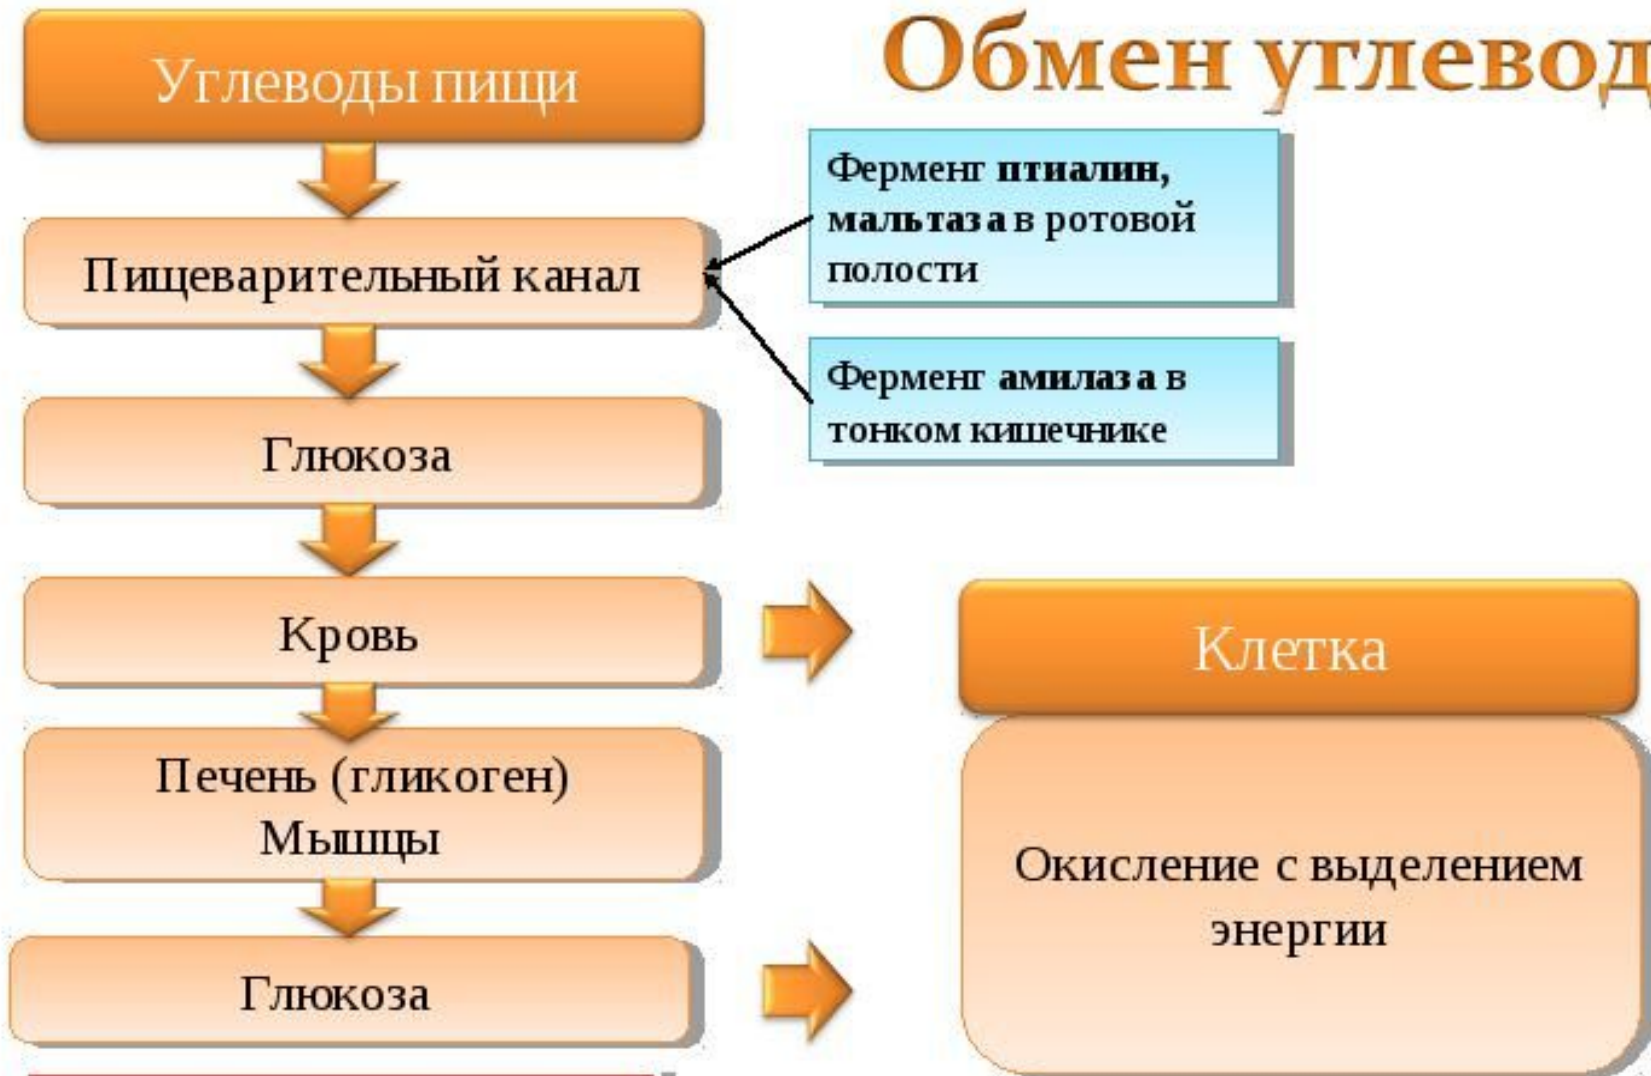 Обмен углевод
Углеводы пищи
Фермент птиалин,
мальтаза в ротовой
полости
Пищеварительный канал
Фермент амилаза в
тонком кишечнике
Глюкоза
Кровь
Клетка
Печень (гликоген)
Мышцы
Окисление с выделением
энергии
Глюкоза